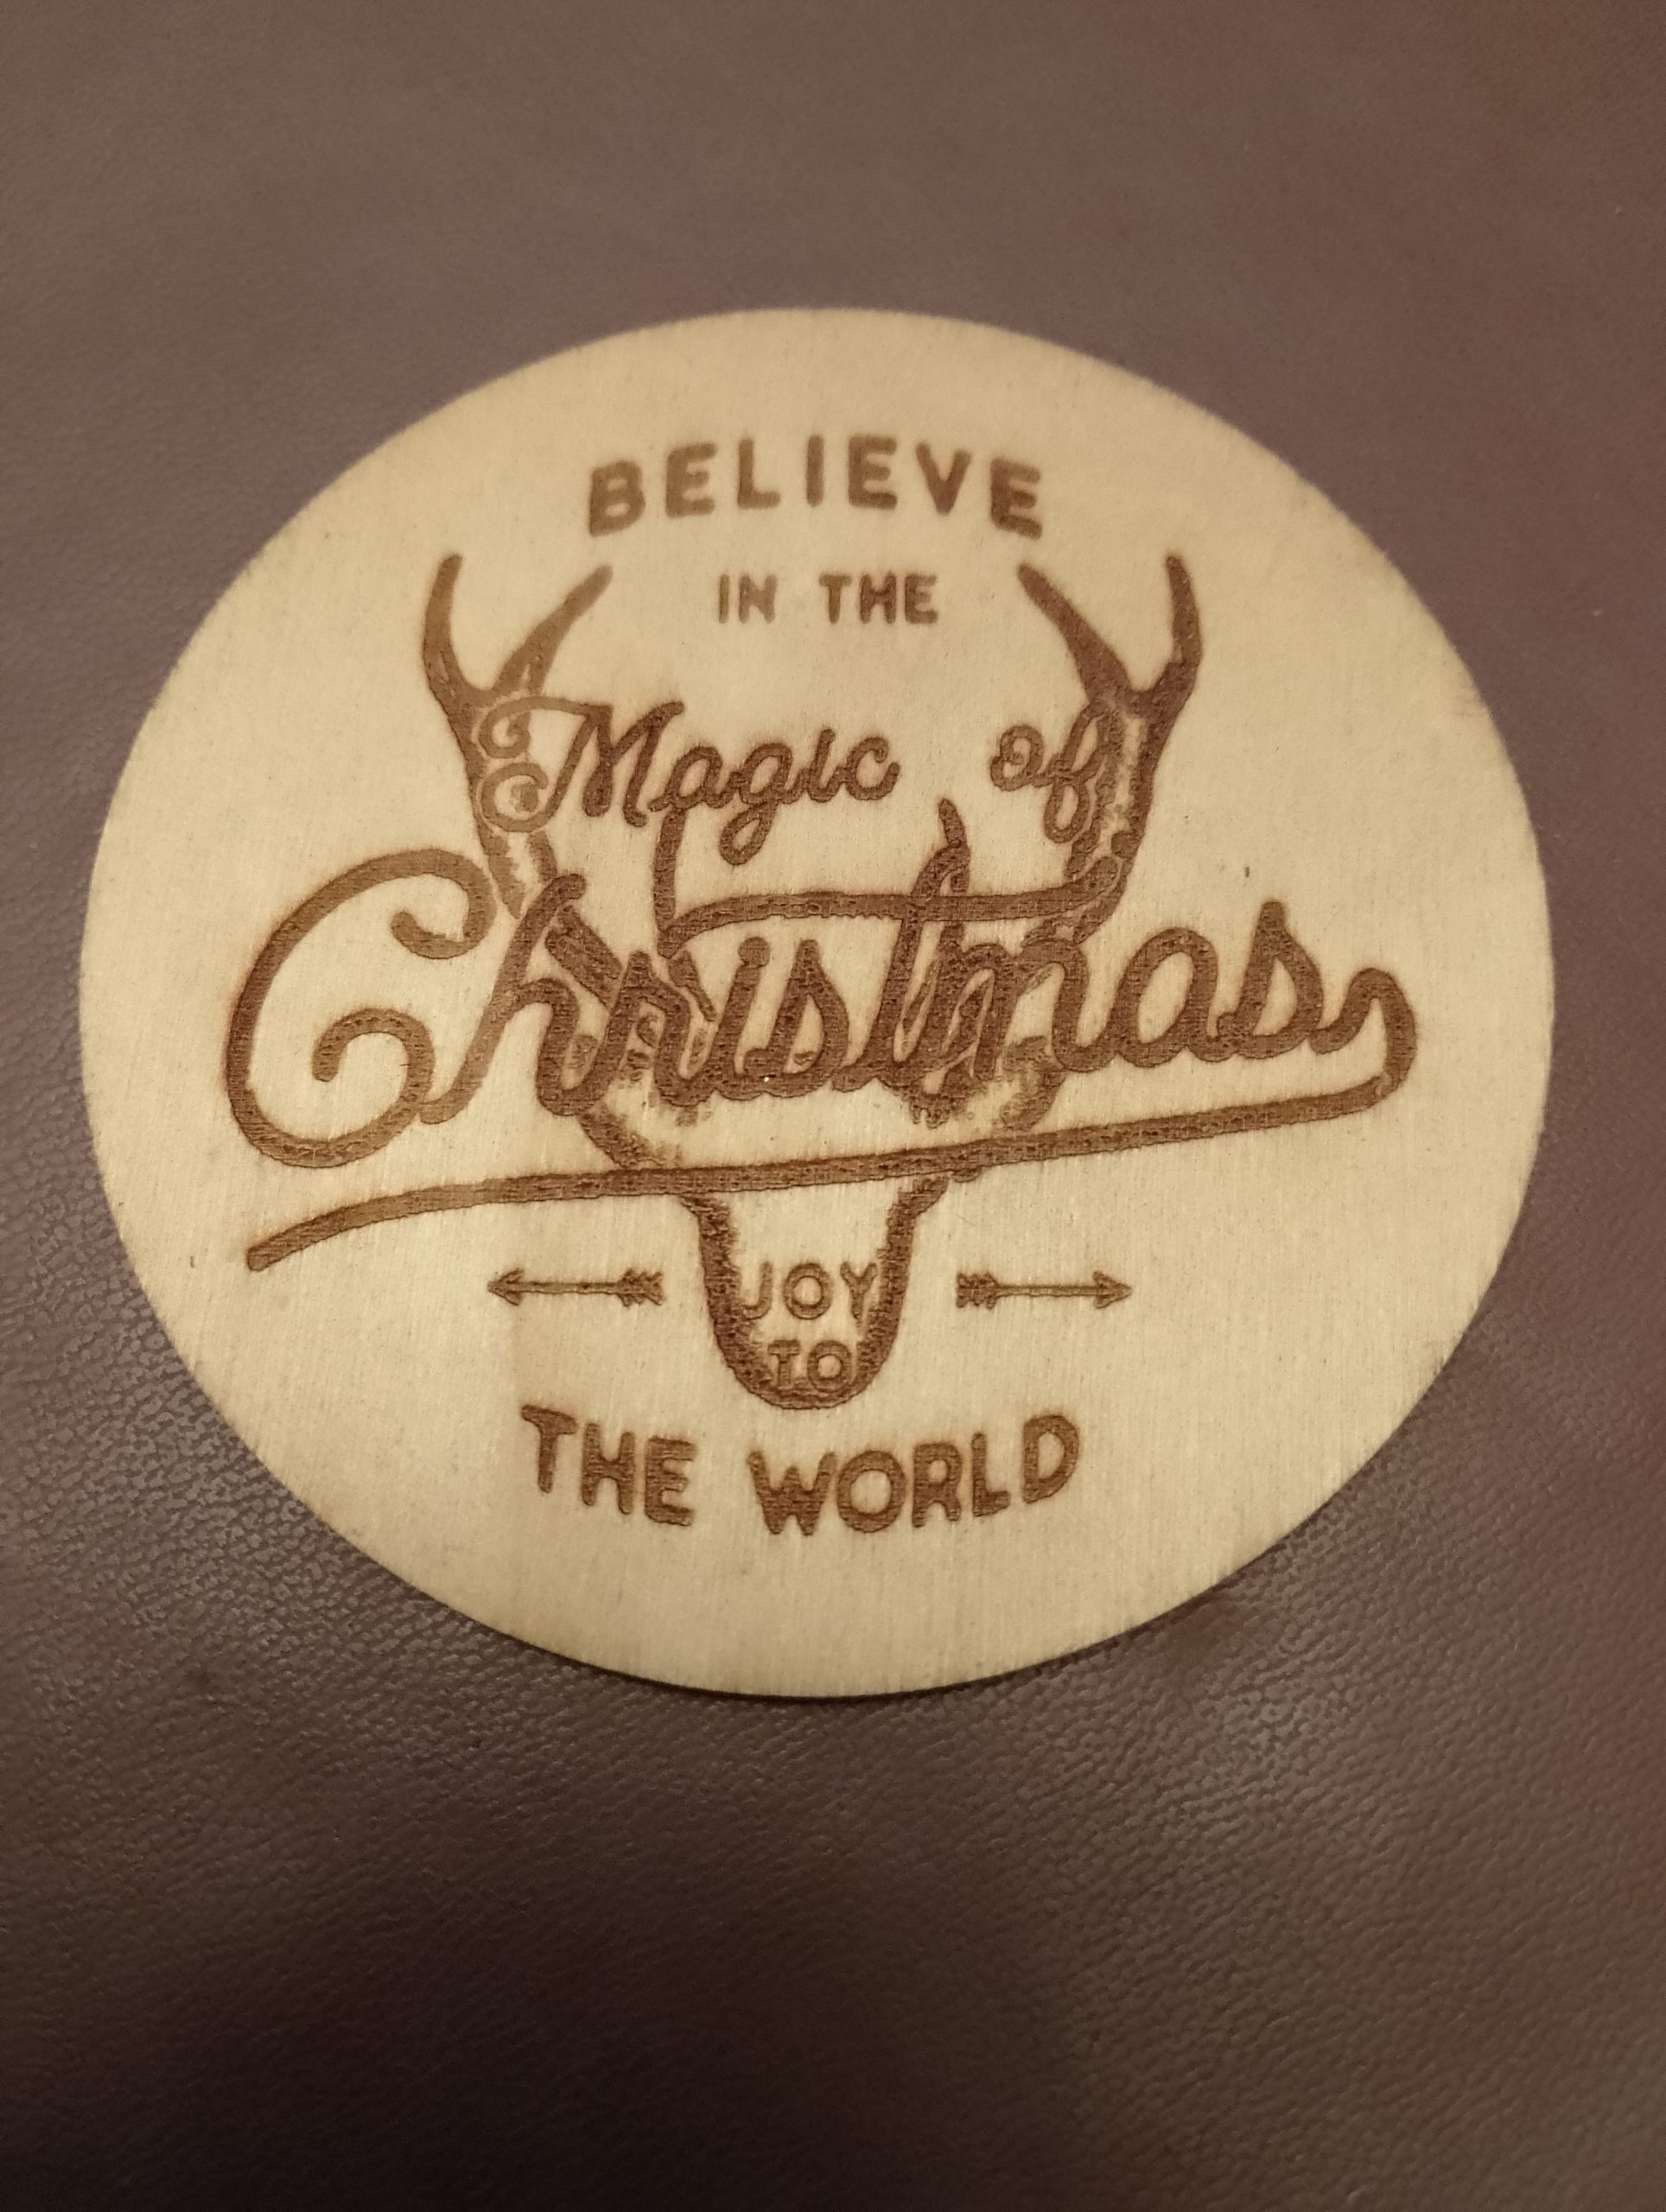 BELIEVE
IN THE
Magic of
Christmas
JOY
TO
THE WORLD